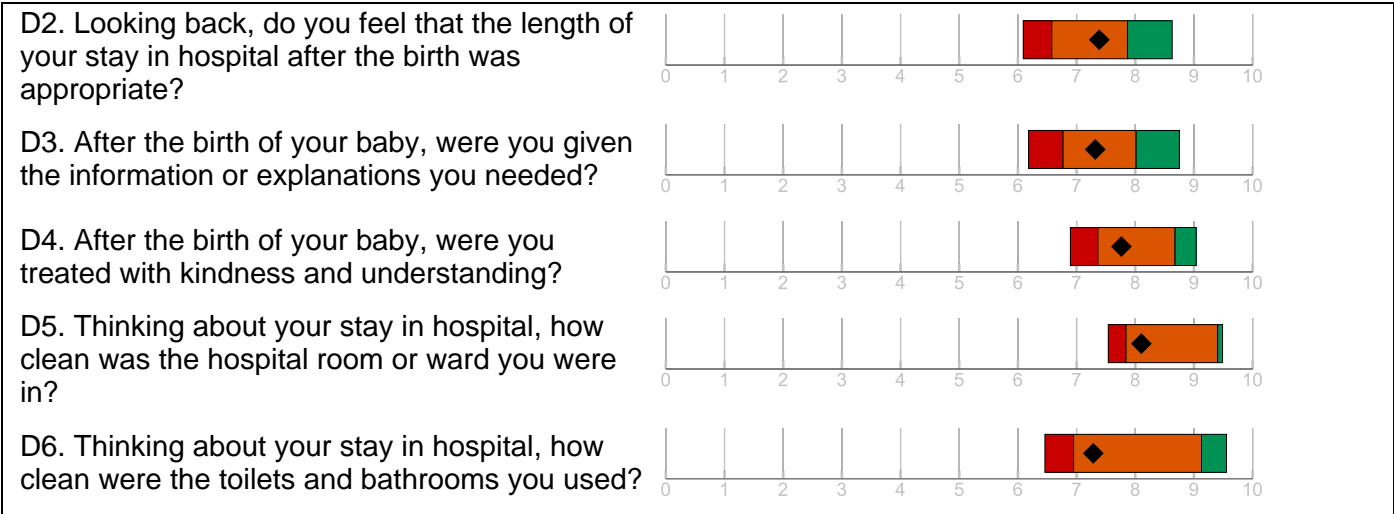 D2. Looking back, do you feel that the length of
your stay in hospital after the birth was
appropriate?
0 1 2 3 4 5 6 7 8 9 10
D3. After the birth of your baby, were you given
the information or explanations you needed?
0 1 2 3 4 5 6 7 8 9 10
D4. After the birth of your baby, were you
treated with kindness and understanding?
0 1 2 3 4 5 6 7 8 9 10
D5. Thinking about your stay in hospital, how
clean was the hospital room or ward you were
in?
0 1 2 3 4 5 6 7 8 9 10
D6. Thinking about your stay in hospital, how
clean were the toilets and bathrooms you used?
0 1 2 3 4 5 6 7 8 9 10